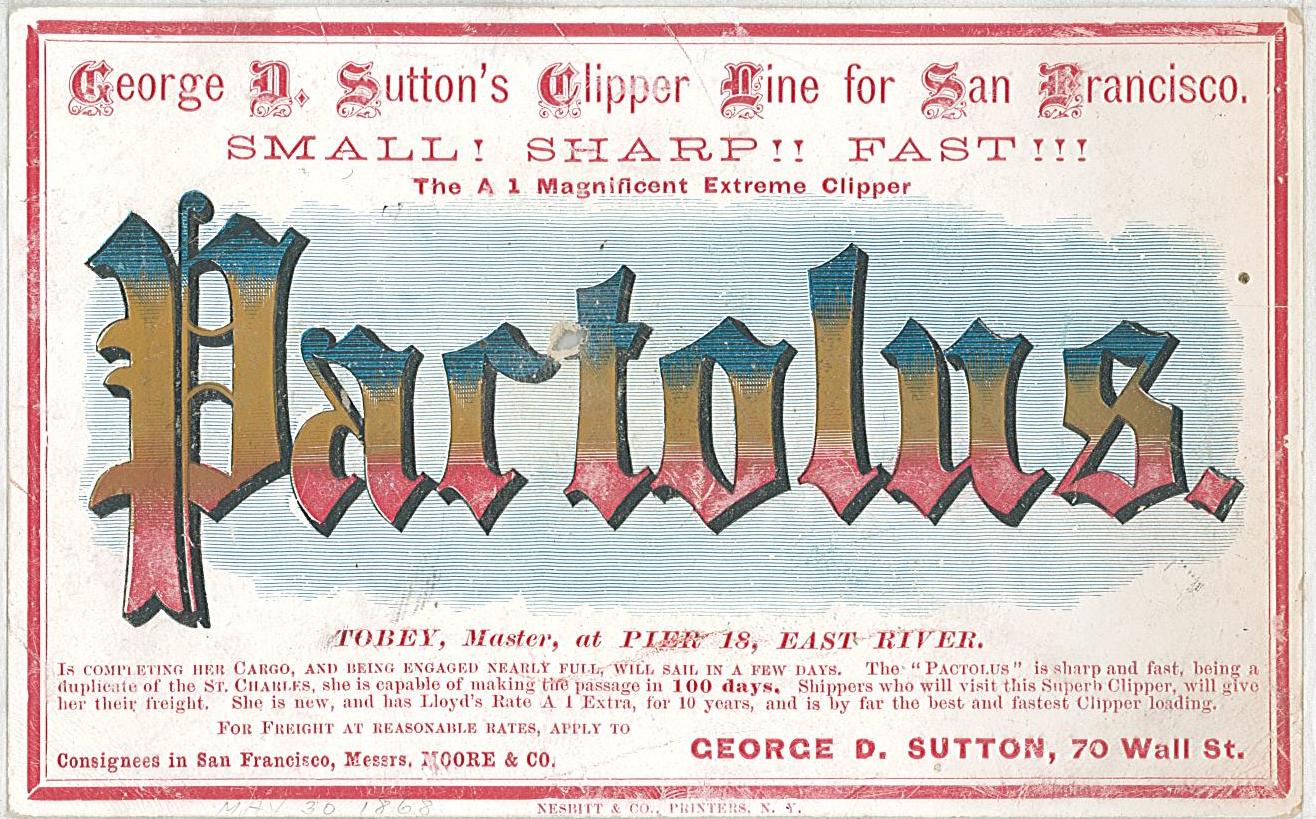 George D. Sutton's Clipper Line for San Francisco.
SMALL! SHARP!! FAST!!!
The A 1 Magnificent Extreme Clipper
Pactolus.
TOBEY, Master, at PIER 18, EAST RIVER.
IS COMPLETING HER CARGO, AND BEING ENGAGED NEARLY FULL, WILL SAIL IN A FEW DAYS. The "PACTOLUS" is sharp and fast, being a
duplicate of the ST. CHARLES, she is capable of making the passage in 100 days. Shippers who will visit this Superb Clipper, will give
her their freight. She is new, and has Lloyd's Rate A 1 Extra, for 10 years, and is by far the best and fastest Clipper loading.
FOR FREIGHT AT REASONABLE RATES, APPLY TO
GEORGE D. SUTTON, 70 Wall St.
Consignees in San Francisco, Messrs. MOORE & CO.
MAY 30 1868
NESBITT & CO., PRINTERS, N. Y.